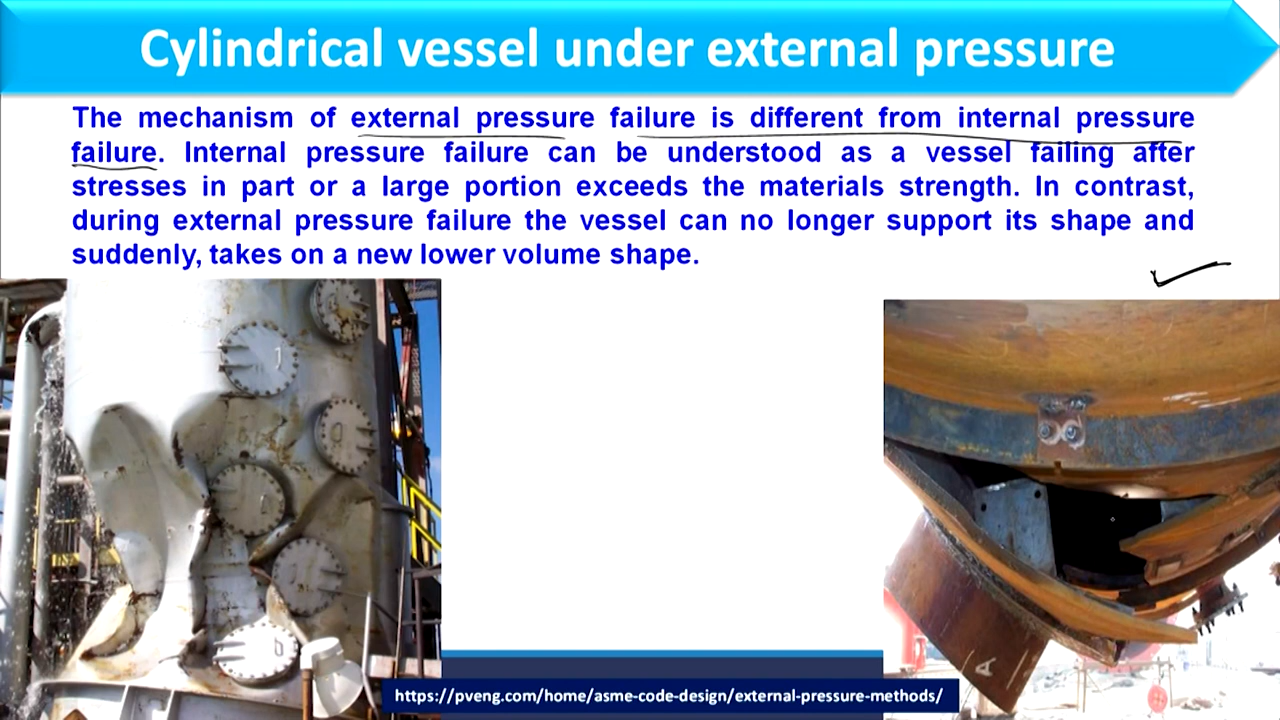 Cylindrical vessel under external pressure
The mechanism of external pressure failure is different from internal pressure
failure. Internal pressure failure can be understood as a vessel failing after
stresses in part or a large portion exceeds the materials strength. In contrast,
during external pressure failure the vessel can no longer support its shape and
suddenly, takes on a new lower volume shape.
https://pveng.com/home/asme-code-design/external-pressure-methods/